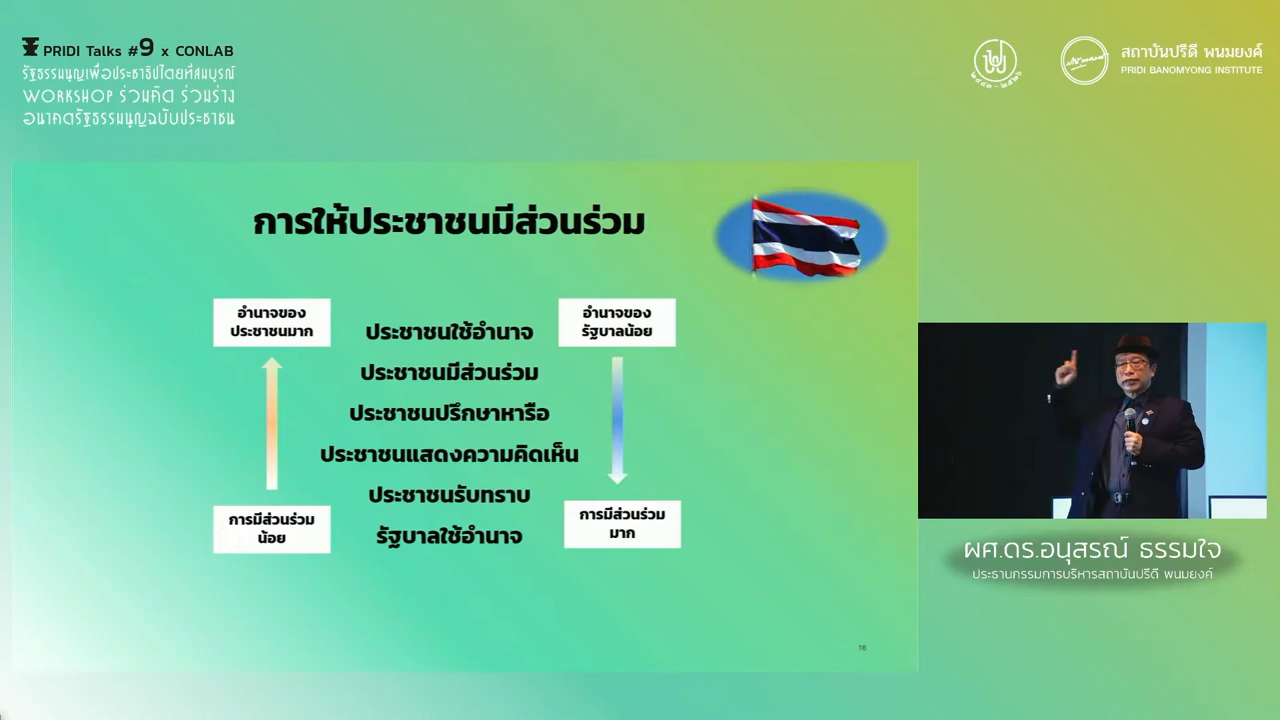 PRIDI Talks #9 x CONLAB
รัฐธรรมนูญเพื่อประชาธิปไตยที่สมบูรณ์
WORKSHOP ร่วมคิด ร่วมร่าง
อนาคตรัฐธรรมนูญฉบับประชาชน
๒๔๔๓ - ๒๕๒๖
สถาบันปรีดี พนมยงค์
PRIDI BANOMYONG INSTITUTE
การให้ประชาชนมีส่วนร่วม
อำนาจของ
ประชาชนมาก
อำนาจของ
รัฐบาลน้อย
ประชาชนใช้อำนาจ
ประชาชนมีส่วนร่วม
ประชาชนปรึกษาหารือ
ประชาชนแสดงความคิดเห็น
ประชาชนรับทราบ
รัฐบาลใช้อำนาจ
การมีส่วนร่วม
น้อย
การมีส่วนร่วม
มาก
16
ผศ.ดร.อนุสรณ์ ธรรมใจ
ประธานกรรมการบริหารสถาบันปรีดี พนมยงค์